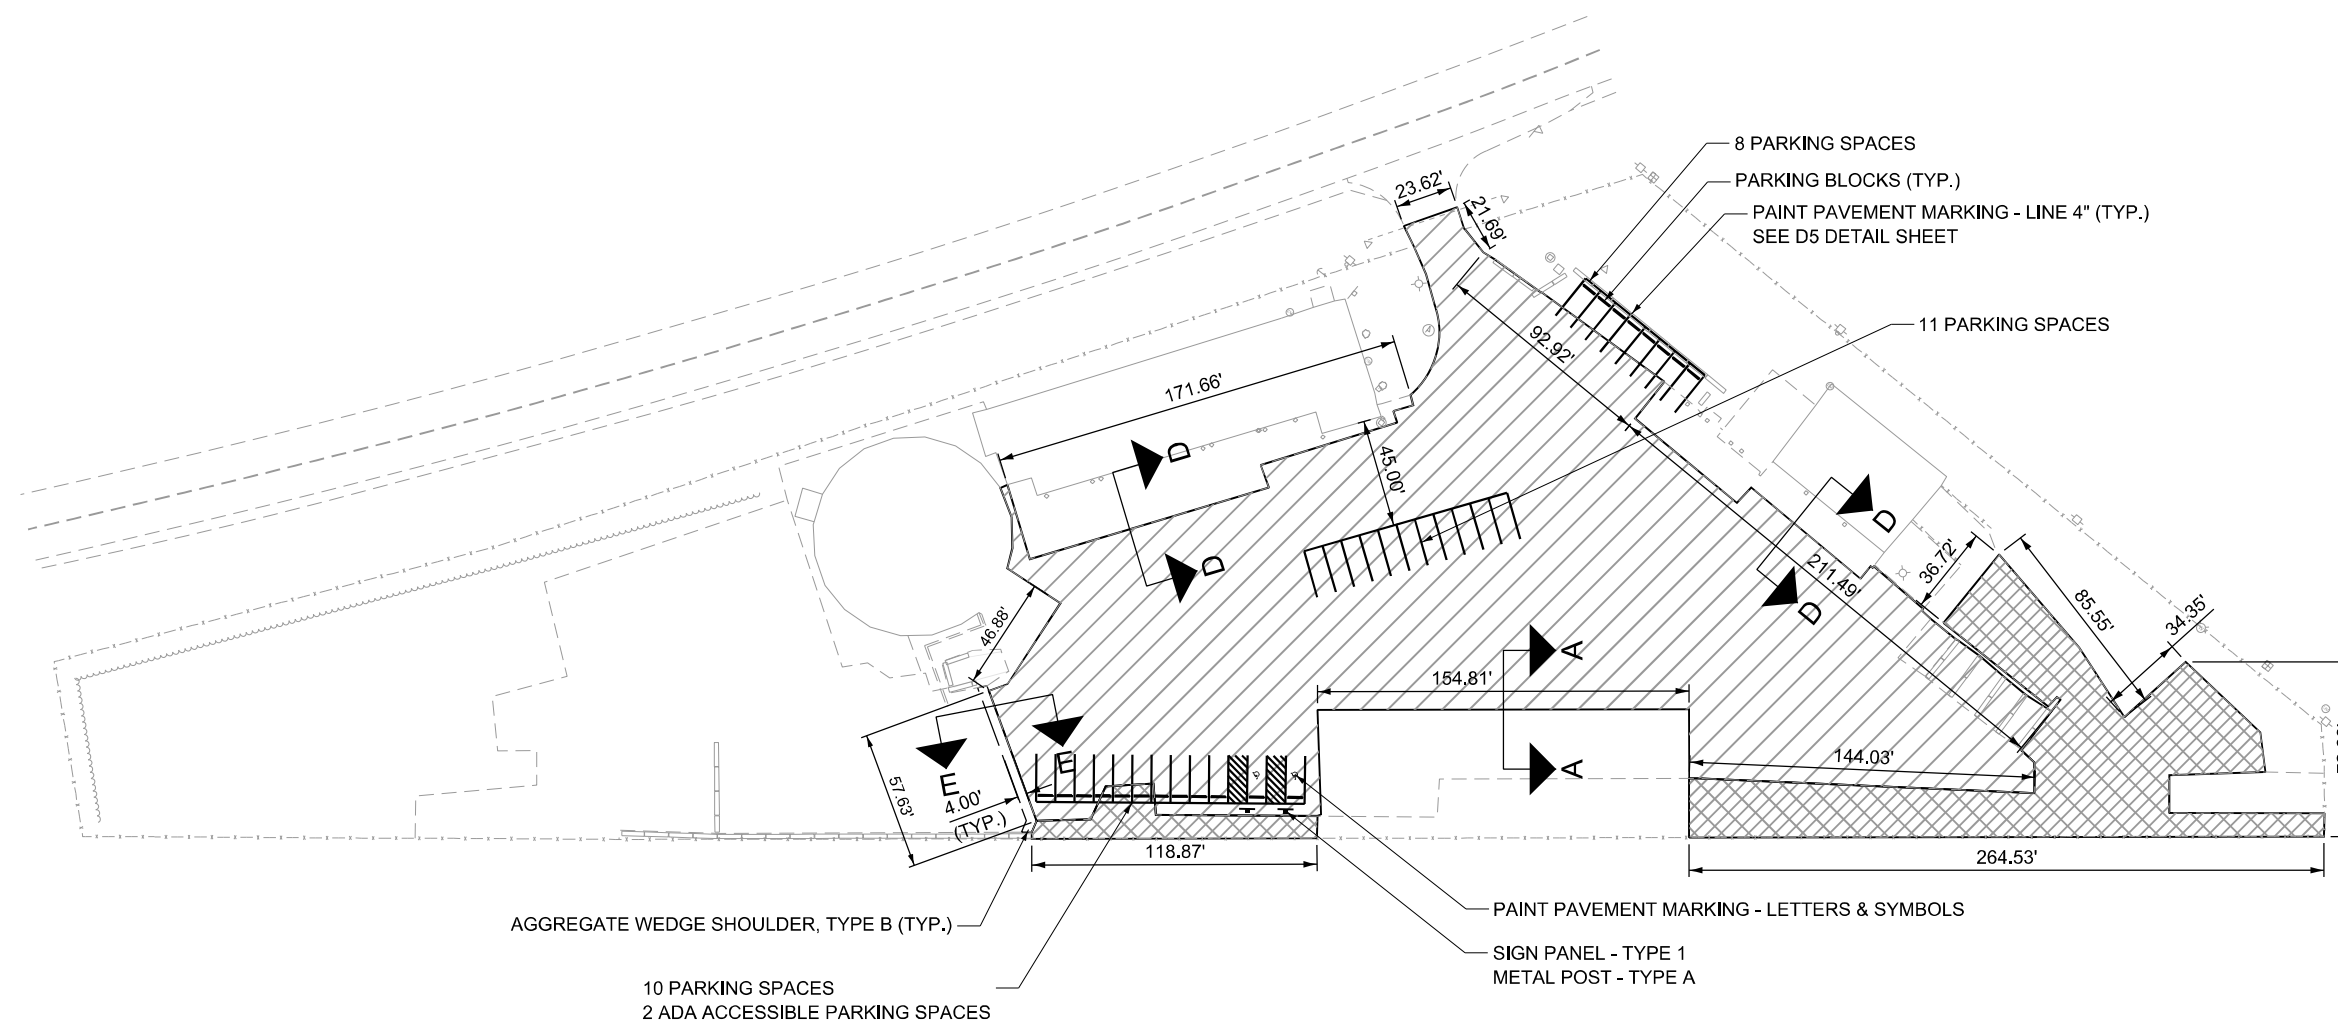 8 PARKING SPACES
PARKING BLOCKS (TYP.)
PAINT PAVEMENT MARKING - LINE 4" (TYP.)
SEE D5 DETAIL SHEET
23.62'
21.69'
11 PARKING SPACES
92.92'
171.66'
D
45.00'
D
D
D
211.49'
36.72'
85.55'
34.35'
46.88'
A
154.81'
A
E
E
57.63'
4.00'
(TYP.)
144.03'
118.87'
264.53'
AGGREGATE WEDGE SHOULDER, TYPE B (TYP.)
PAINT PAVEMENT MARKING - LETTERS & SYMBOLS
SIGN PANEL - TYPE 1
METAL POST - TYPE A
10 PARKING SPACES
2 ADA ACCESSIBLE PARKING SPACES